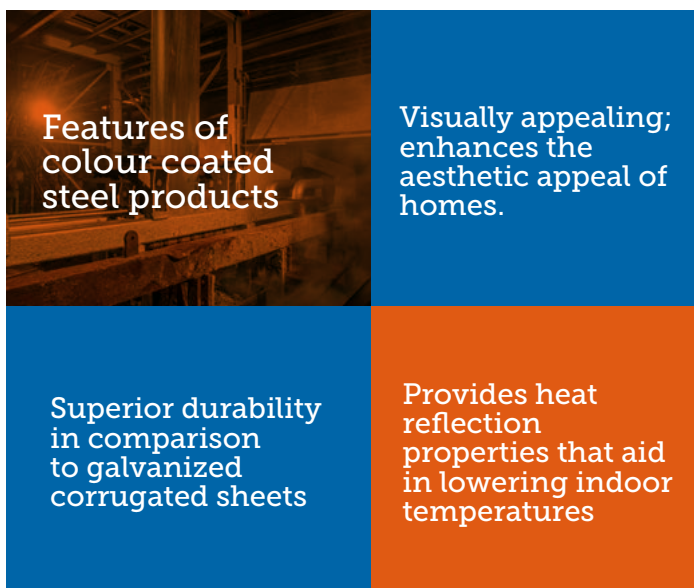 Features of
colour coated
steel products
Visually appealing;
enhances the
aesthetic appeal of
homes.
Superior durability
in comparison
to galvanized
corrugated sheets
Provides heat
reflection
properties that aid
in lowering indoor
temperatures